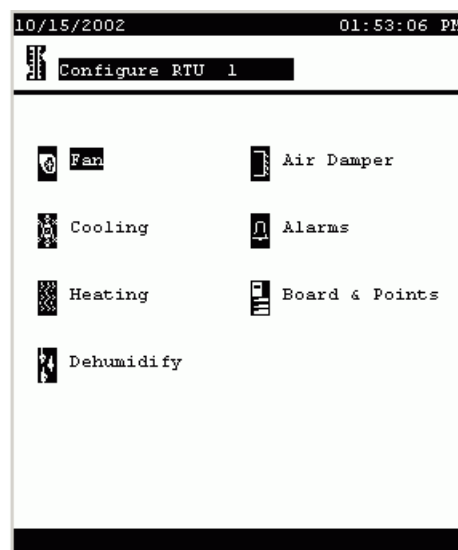 10/15/2002 01:53:06 PM
Configure RTU 1
Fan Air Damper
Cooling Alarms
Heating Board & Points
Dehumidify